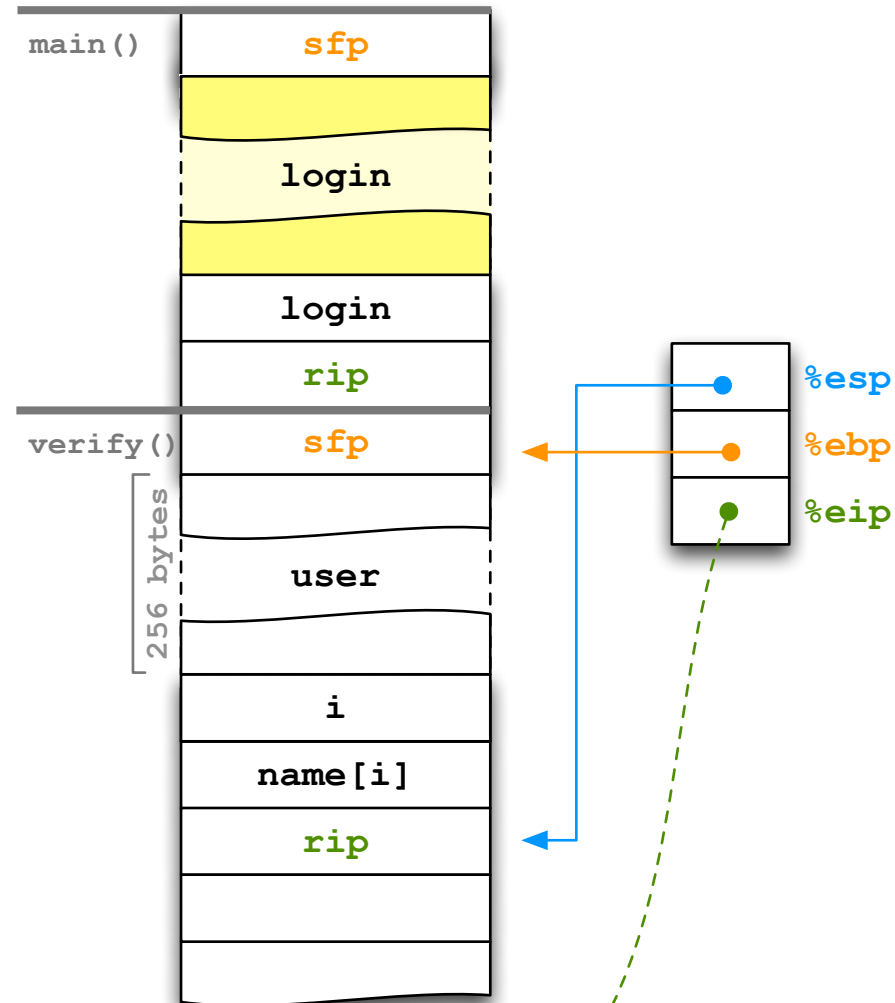 main()
sfp
login
login
rip
%esp
verify()
sfp
%ebp
256 bytes
%eip
user
i
name[i]
rip